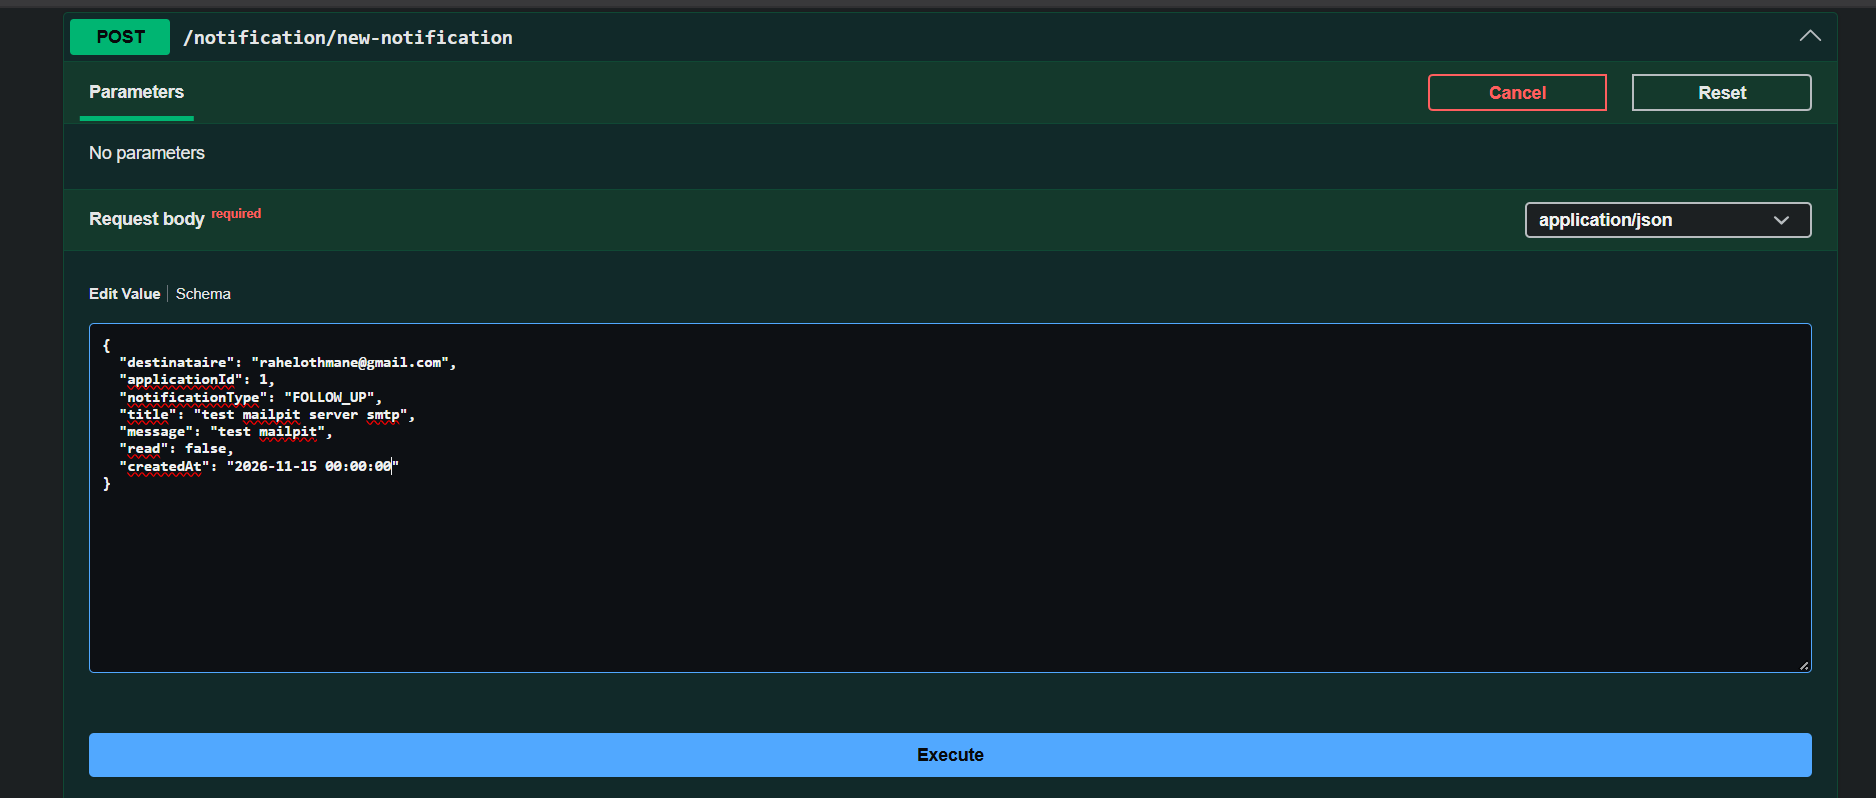 POST /notification/new-notification
Parameters
Cancel
Reset
No parameters
Request body required
application/json
Edit Value | Schema
{
  "destinataire": "rahelothmane@gmail.com",
  "applicationId": 1,
  "notificationType": "FOLLOW_UP",
  "title": "test mailpit server smtp",
  "message": "test mailpit",
  "read": false,
  "createdAt": "2026-11-15 00:00:00"
}
Execute